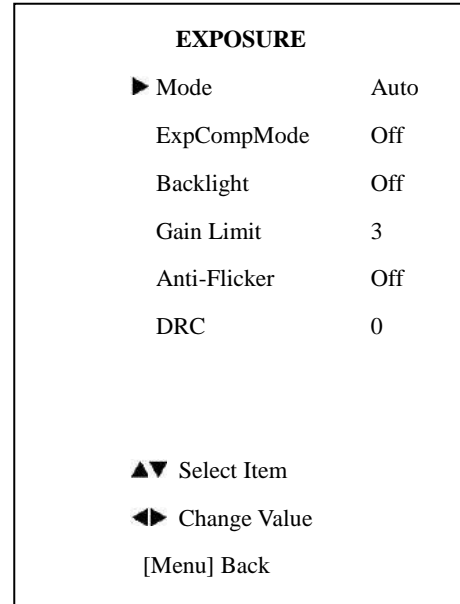 EXPOSURE
▶ Mode Auto
ExpCompMode Off
Backlight Off
Gain Limit 3
Anti-Flicker Off
DRC 0
▲▼ Select Item
◀▶ Change Value
[Menu] Back